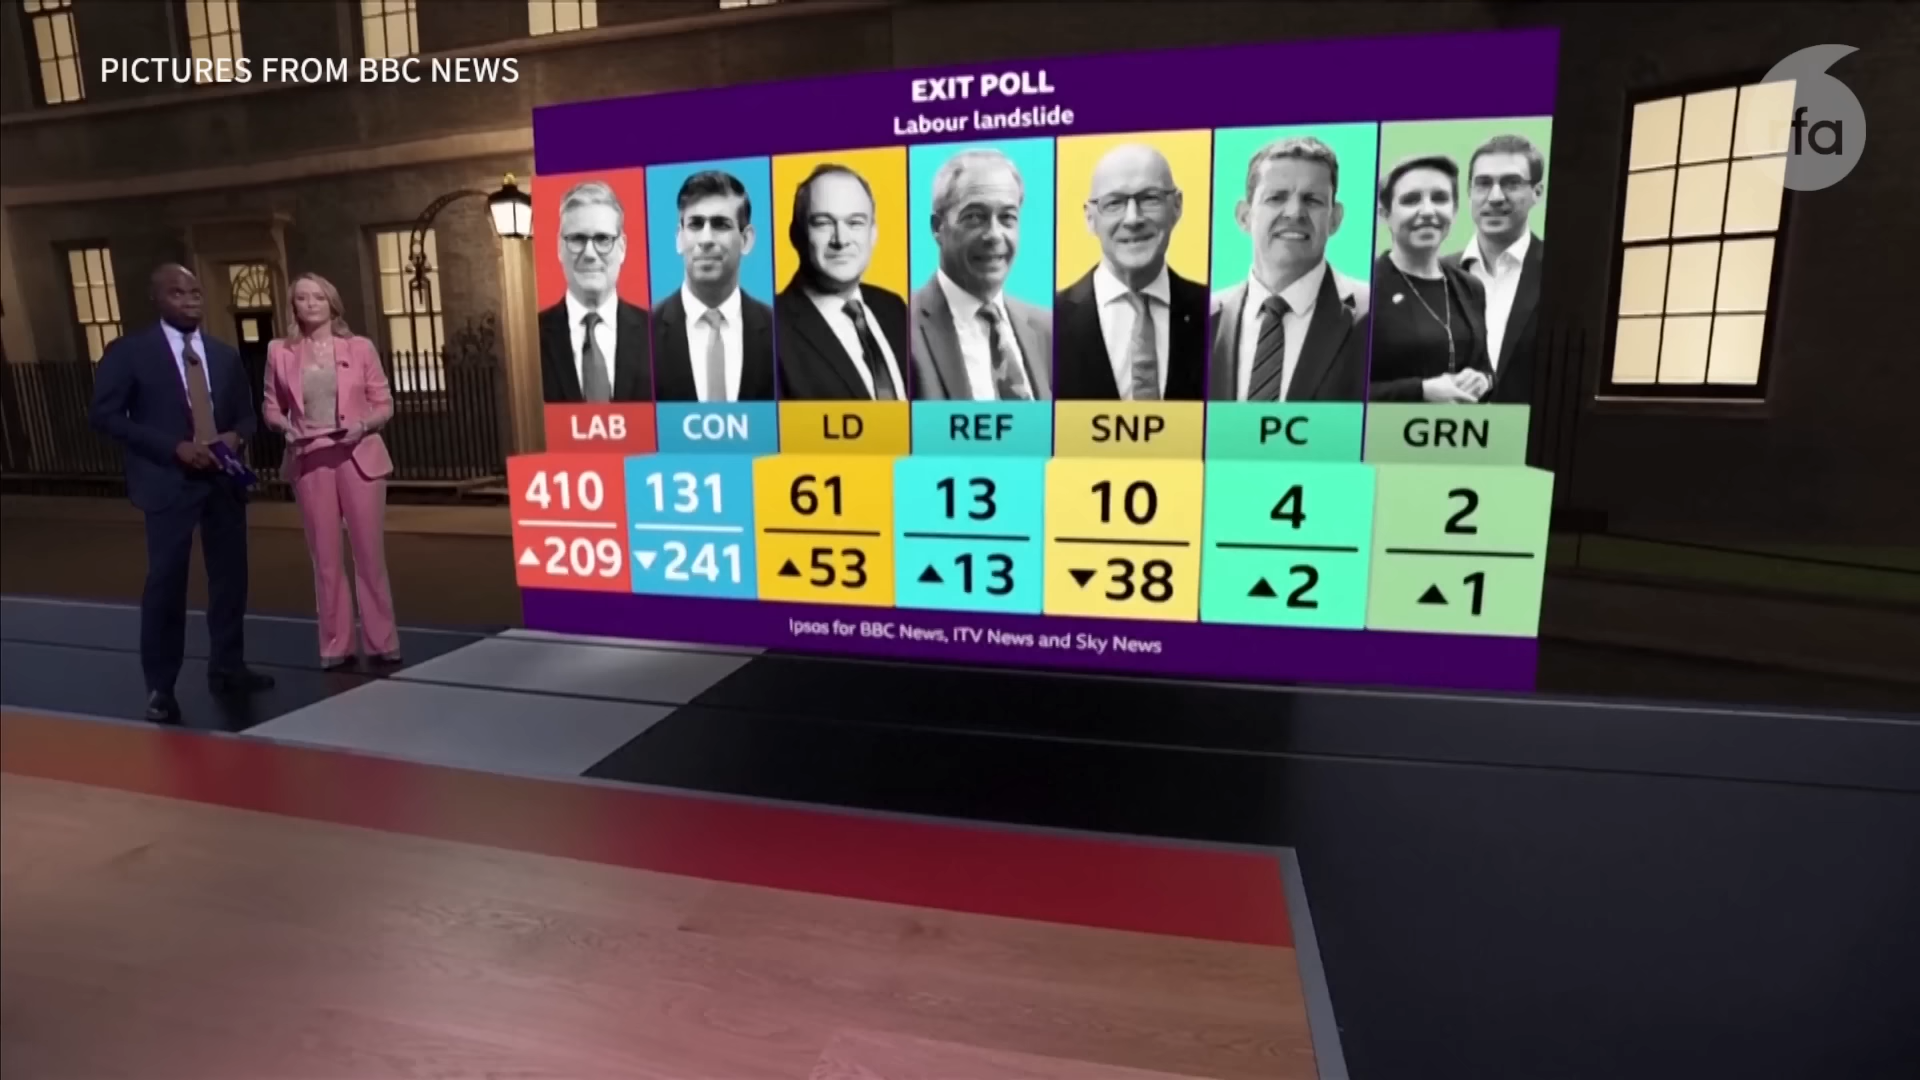 PICTURES FROM BBC NEWS
fa
EXIT POLL
Labour landslide
LAB CON LD REF SNP PC GRN
410 131 61 13 10 4 2
▲209 ▼241 ▲53 ▲13 ▼38 ▲2 ▲1
Ipsos for BBC News, ITV News and Sky News